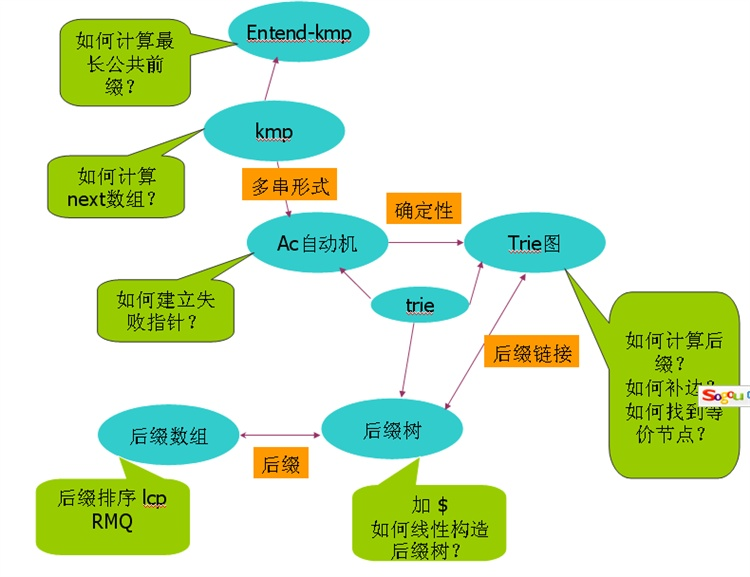 如何计算最
长公共前
缀？
Entend-kmp
kmp
如何计算
next数组？
多串形式
确定性
Ac自动机
Trie图
如何建立失
败指针？
trie
后缀链接
如何计算后
缀？
如何补边？
如何找到等
价节点？
Sogou
后缀数组
后缀树
后缀
后缀排序 lcp
RMQ
加 $
如何线性构造
后缀树？